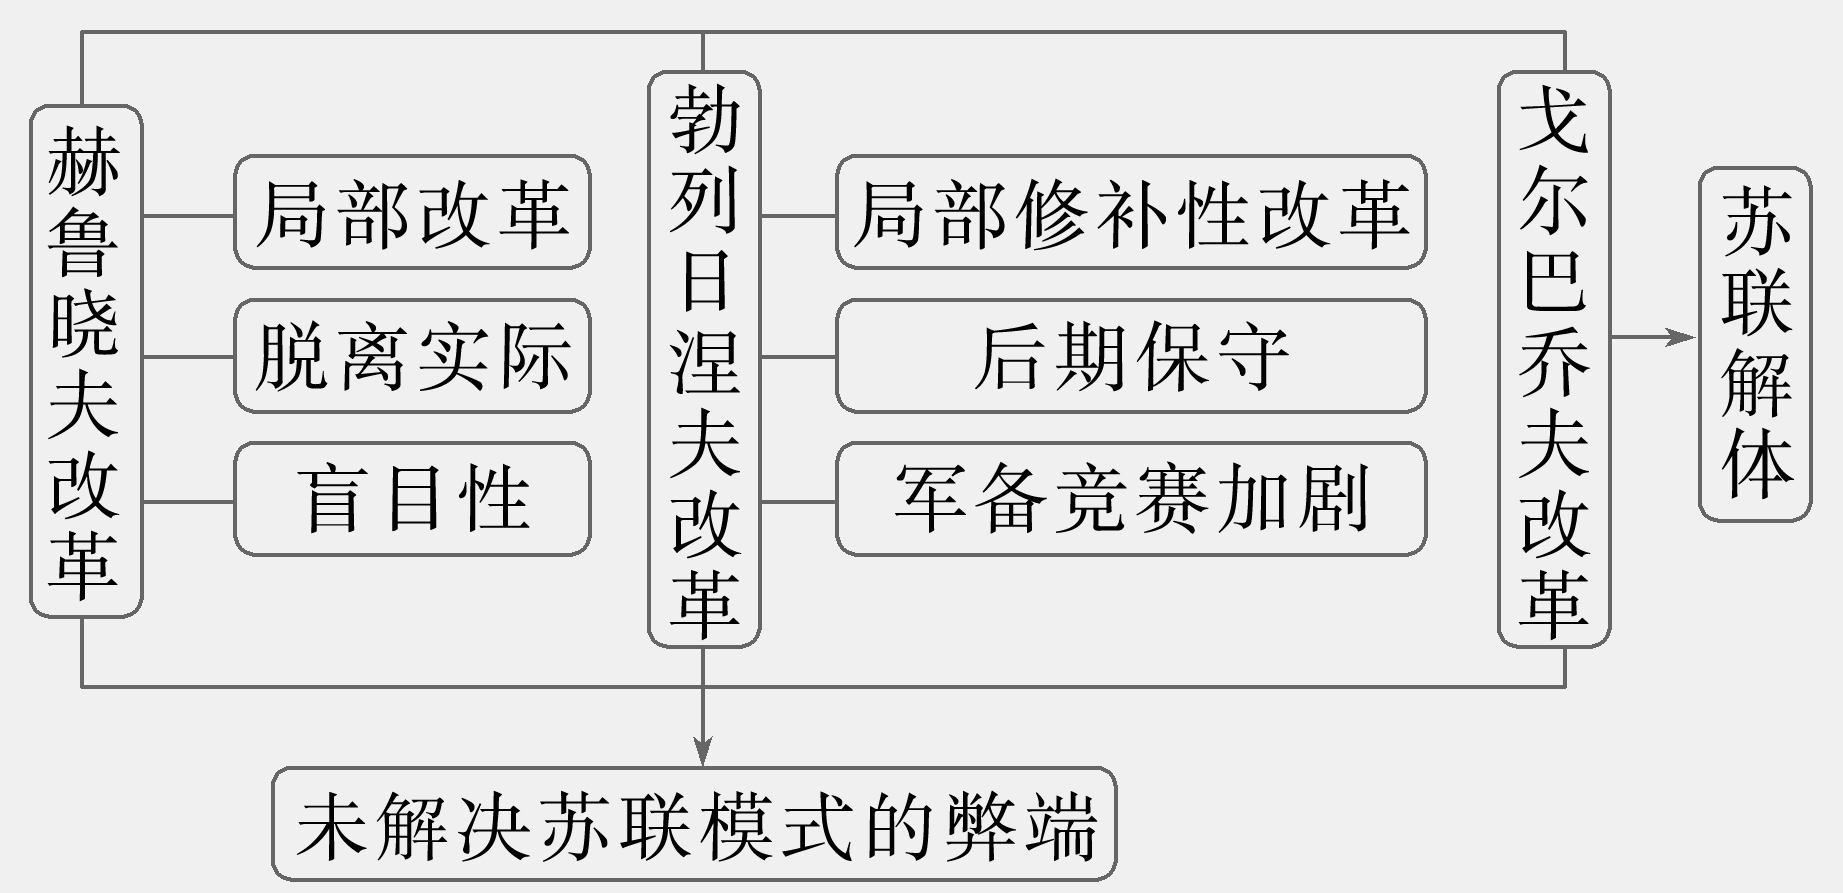 赫鲁晓夫改革
局部改革
脱离实际
盲目性
勃列日涅夫改革
局部修补性改革
后期保守
军备竞赛加剧
戈尔巴乔夫改革
苏联解体
未解决苏联模式的弊端